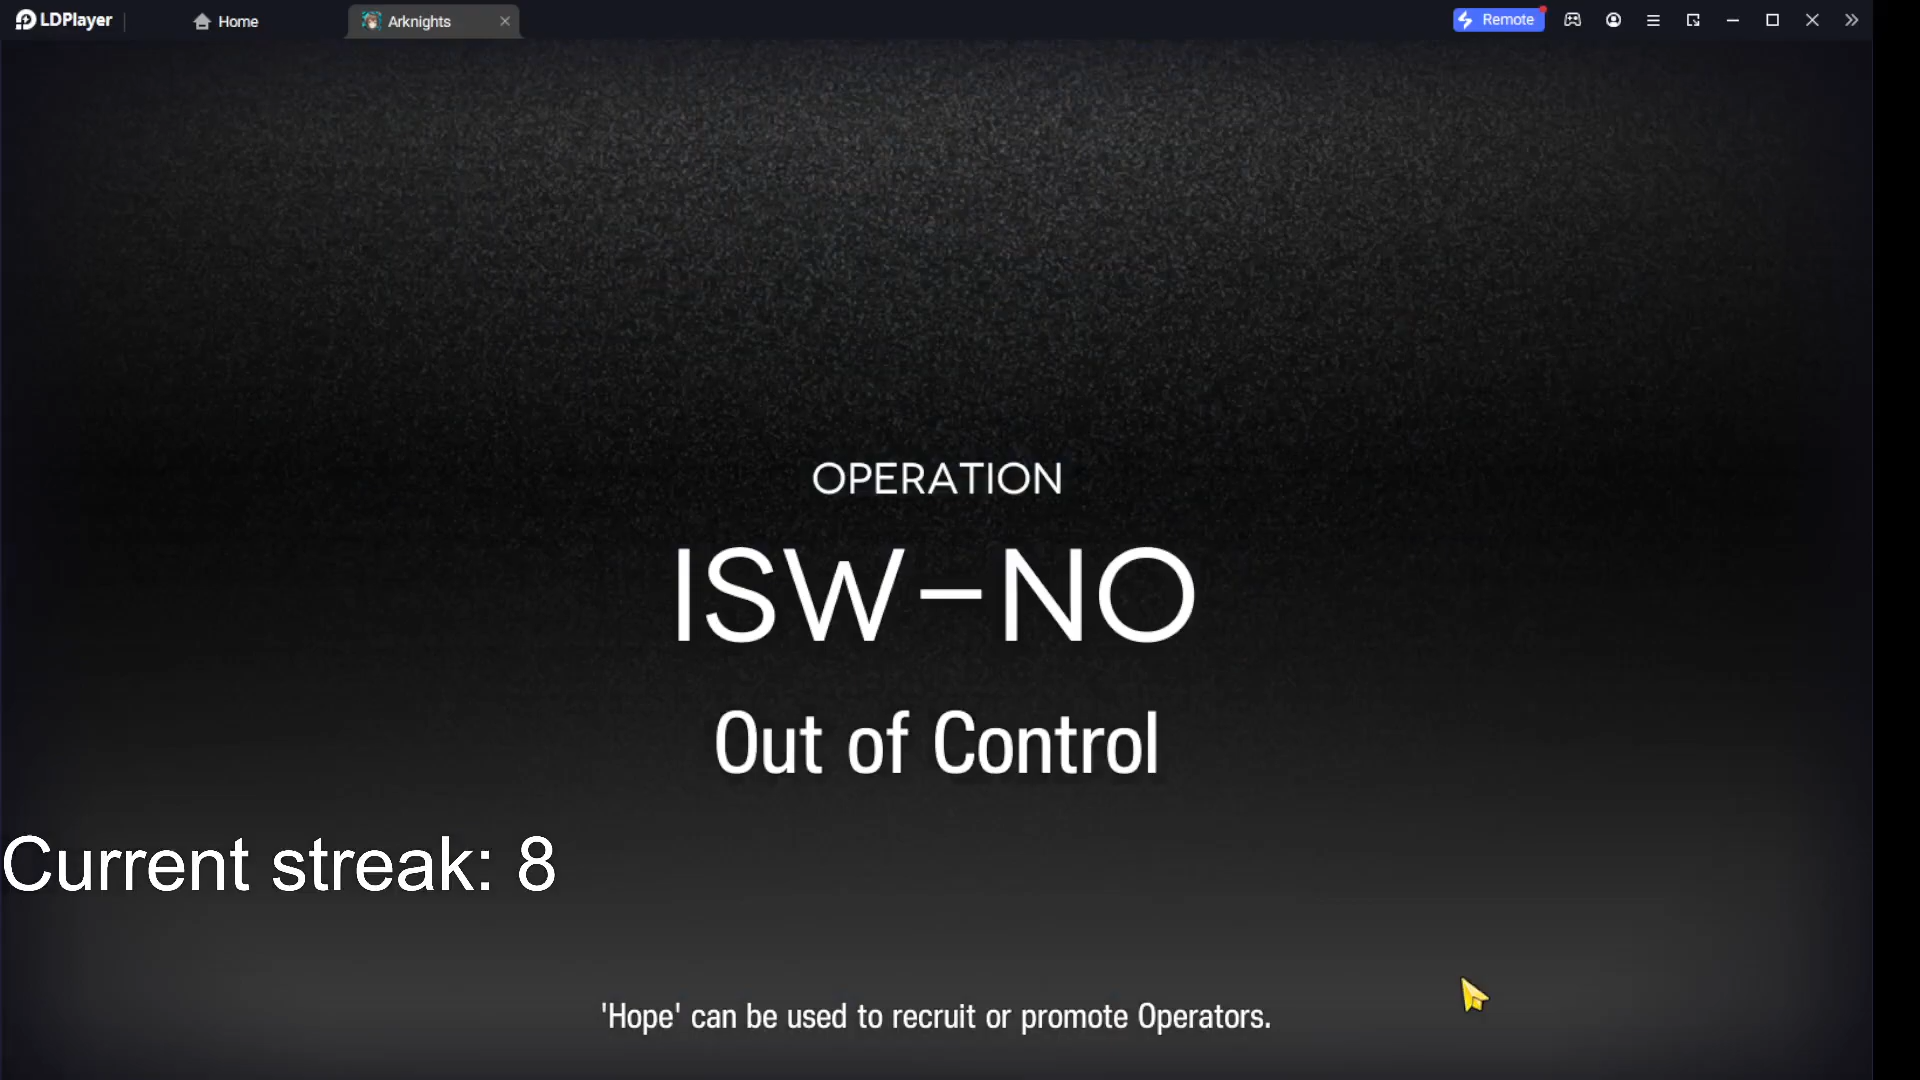 LDPlayer
Home
Arknights
Remote
OPERATION
ISW-NO
Out of Control
Current streak: 8
'Hope' can be used to recruit or promote Operators.